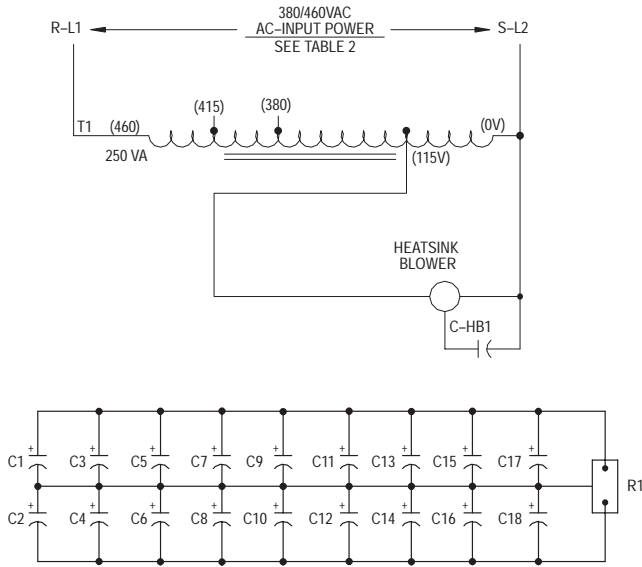 380/460VAC
R–L1 AC–INPUT POWER S–L2
SEE TABLE 2
(415) (380)
T1 (460) (0V)
250 VA (115V)
HEATSINK
BLOWER
C–HB1
+ + + + + + + + +
C1 C3 C5 C7 C9 C11 C13 C15 C17
R1
+ + + + + + + + +
C2 C4 C6 C8 C10 C12 C14 C16 C18